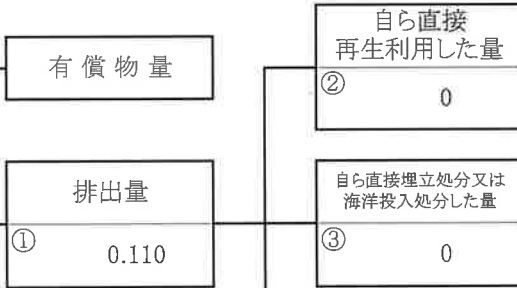 有償物量
自ら直接
再生利用した量
②
0
排出量
①
0.110
自ら直接埋立処分又は
海洋投入処分した量
③
0